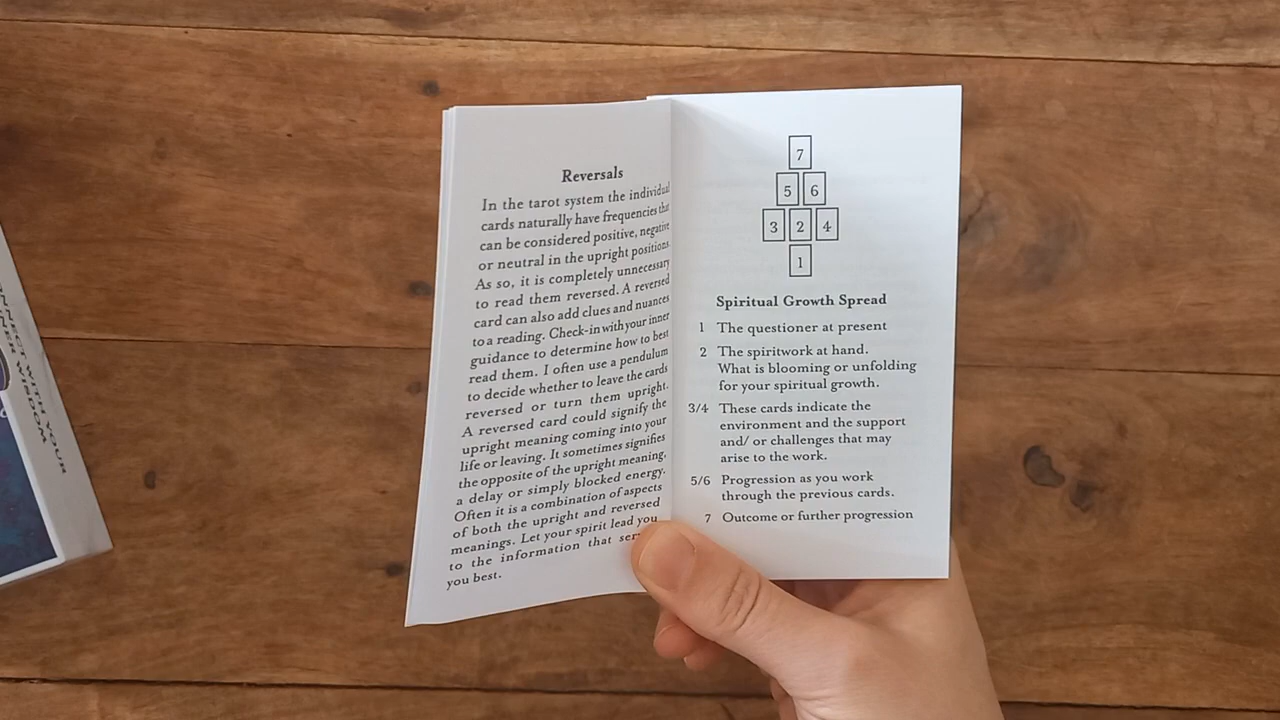 Reversals
In the tarot system the individual
cards naturally have frequencies that
can be considered positive, negative
or neutral in the upright positions.
As so, it is completely unnecessary
to read them reversed. A reversed
card can also add clues and nuances
to a reading. Check-in with your inner
guidance to determine how to best
read them. I often use a pendulum
to decide whether to leave the cards
reversed or turn them upright.
A reversed card could signify the
upright meaning coming into your
life or leaving. It sometimes signifies
the opposite of the upright meaning,
a delay or simply blocked energy.
Often it is a combination of aspects
of both the upright and reversed
meanings. Let your spirit lead you
to the information that
you best.
7
5 6
3 2 4
1
Spiritual Growth Spread
1 The questioner at present
2 The spiritwork at hand.
What is blooming or unfolding
for your spiritual growth.
3/4 These cards indicate the
environment and the support
and/ or challenges that may
arise to the work.
5/6 Progression as you work
through the previous cards.
7 Outcome or further progression
CONNECT WITH YOUR
INNER WISDOM